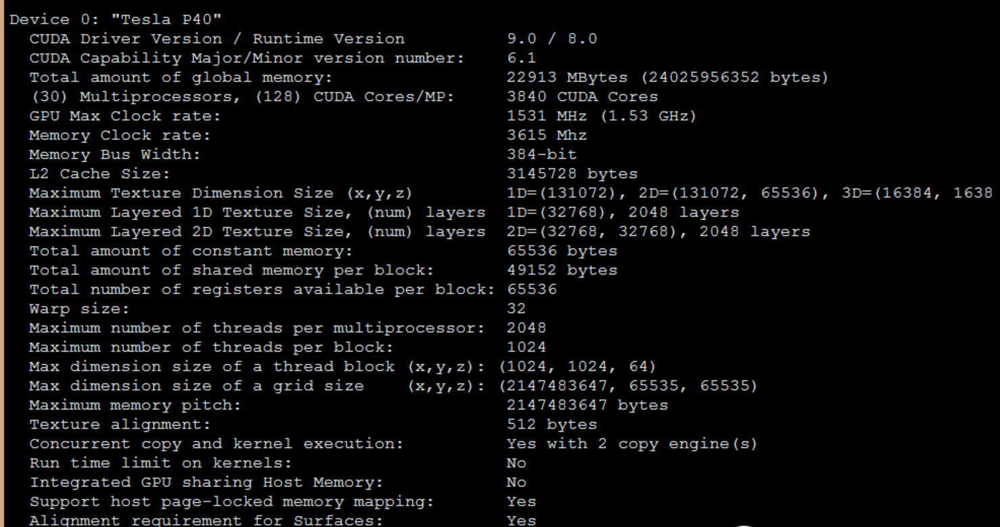 Device 0: "Tesla P40"
CUDA Driver Version / Runtime Version 9.0 / 8.0
CUDA Capability Major/Minor version number: 6.1
Total amount of global memory: 22913 MBytes (24025956352 bytes)
(30) Multiprocessors, (128) CUDA Cores/MP: 3840 CUDA Cores
GPU Max Clock rate: 1531 MHz (1.53 GHz)
Memory Clock rate: 3615 Mhz
Memory Bus Width: 384-bit
L2 Cache Size: 3145728 bytes
Maximum Texture Dimension Size (x,y,z) 1D=(131072), 2D=(131072, 65536), 3D=(16384, 1638
Maximum Layered 1D Texture Size, (num) layers 1D=(32768), 2048 layers
Maximum Layered 2D Texture Size, (num) layers 2D=(32768, 32768), 2048 layers
Total amount of constant memory: 65536 bytes
Total amount of shared memory per block: 49152 bytes
Total number of registers available per block: 65536
Warp size: 32
Maximum number of threads per multiprocessor: 2048
Maximum number of threads per block: 1024
Max dimension size of a thread block (x,y,z): (1024, 1024, 64)
Max dimension size of a grid size (x,y,z): (2147483647, 65535, 65535)
Maximum memory pitch: 2147483647 bytes
Texture alignment: 512 bytes
Concurrent copy and kernel execution: Yes with 2 copy engine(s)
Run time limit on kernels: No
Integrated GPU sharing Host Memory: No
Support host page-locked memory mapping: Yes
Alignment requirement for Surfaces: Yes